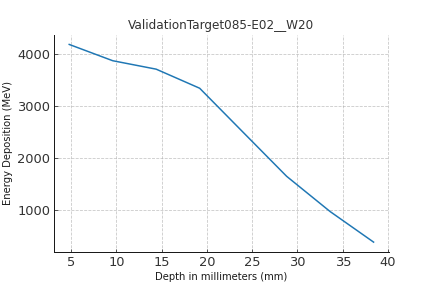 ValidationTarget085-E02__W20
Energy Deposition (MeV)
4000
3000
2000
1000
5 10 15 20 25 30 35 40
Depth in millimeters (mm)